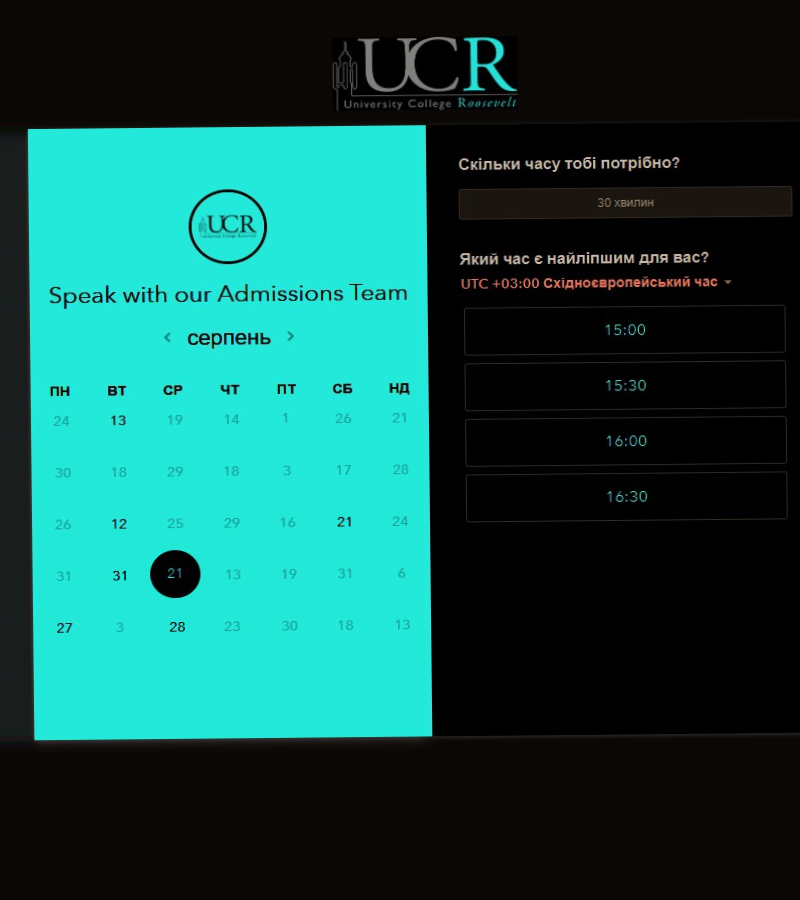 UCR
University College Roosevelt
UCR
University College Roosevelt
Speak with our Admissions Team
серпень
ПН ВТ СР ЧТ ПТ СБ НД
24 13 19 14 1 26 21
30 18 29 18 3 17 28
26 12 25 29 16 21 24
31 31 21 13 19 31 6
27 3 28 23 30 18 13
Скільки часу тобі потрібно?
30 хвилин
Який час є найліпшим для вас?
UTC +03:00 Східноєвропейський час
15:00
15:30
16:00
16:30